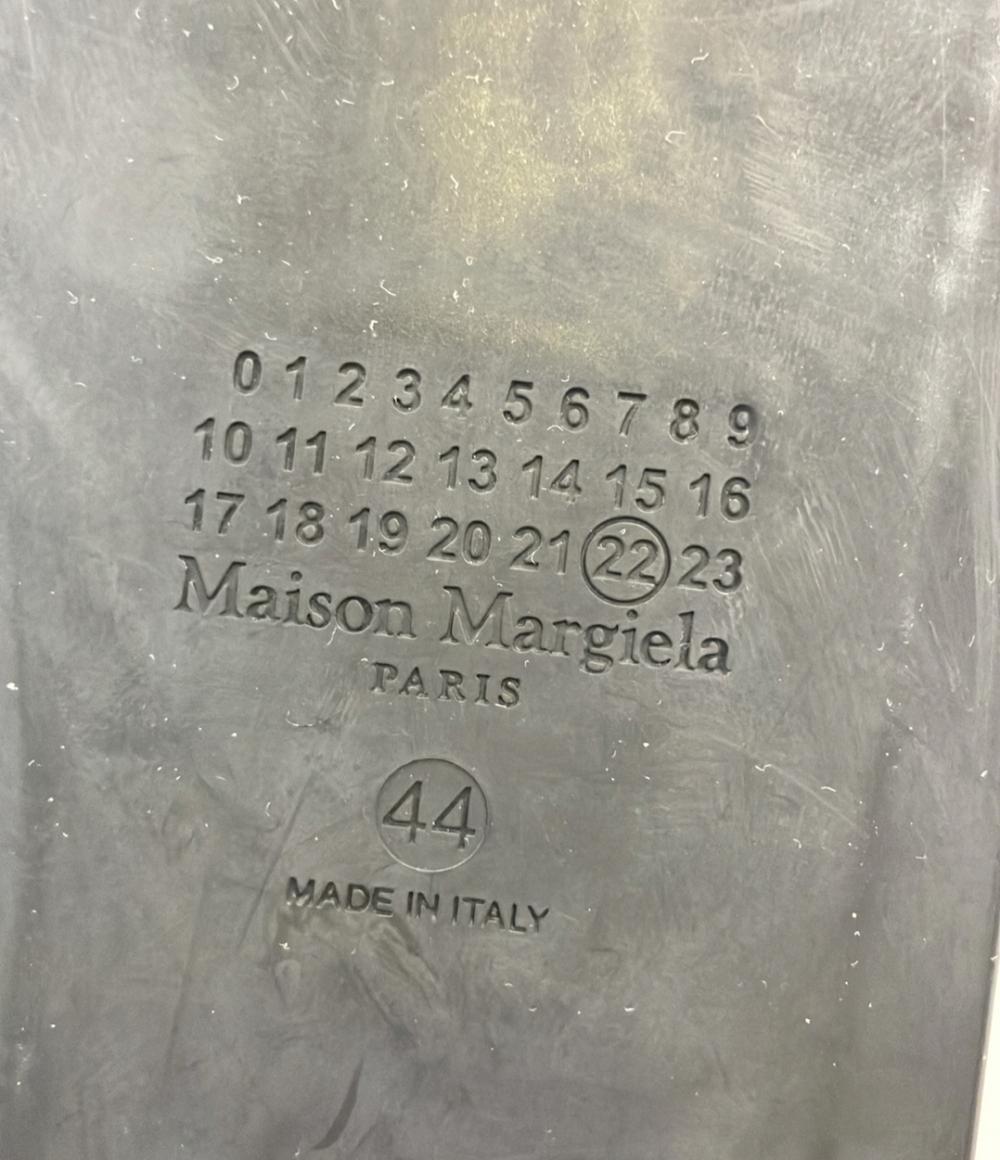 0 1 2 3 4 5 6 7 8 9
10 11 12 13 14 15 16
17 18 19 20 21 22 23
Maison Margiela
PARIS
44
MADE IN ITALY